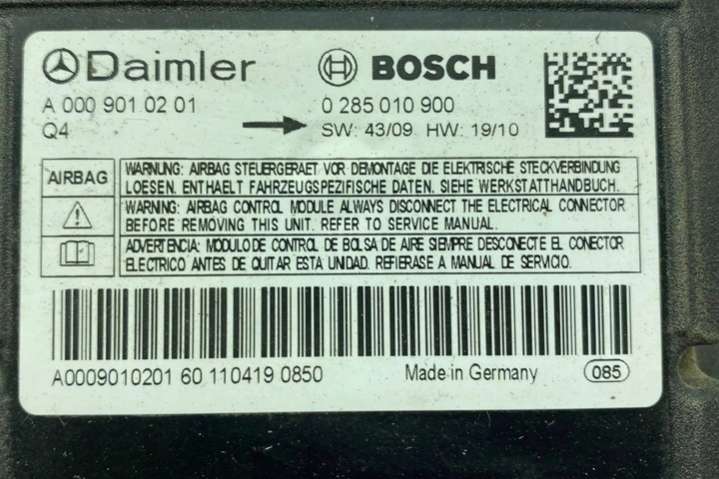 Daimler BOSCH
A 000 901 02 01 0 285 010 900
Q4 SW: 43/09 HW: 19/10
AIRBAG
WARNUNG: AIRBAG STEUERGERAET VOR DEMONTAGE DIE ELEKTRISCHE STECKVERBINDUNG
LOESEN. ENTHAELT FAHRZEUGSPEZIFISCHE DATEN. SIEHE WERKSTATTHANDBUCH.
WARNING: AIRBAG CONTROL MODULE ALWAYS DISCONNECT THE ELECTRICAL CONNECTOR
BEFORE REMOVING THIS UNIT. REFER TO SERVICE MANUAL.
ADVERTENCIA: MODULO DE CONTROL DE BOLSA DE AIRE SIEMPRE DESCONECTE EL CONECTOR
ELECTRICO ANTES DE QUITAR ESTA UNIDAD. REFIERASE A MANUAL DE SERVICIO.
A0009010201 60 110419 0850 Made in Germany 085